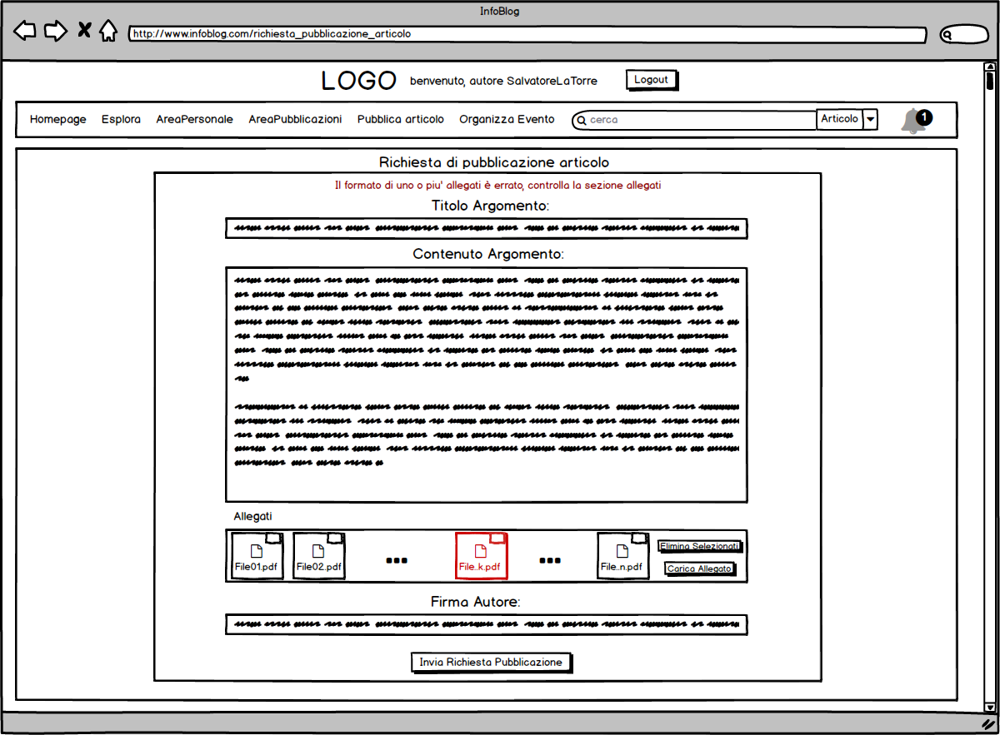 InfoBlog
http://www.infoblog.com/richiesta_pubblicazione_articolo
LOGO benvenuto, autore SalvatoreLaTorre Logout
Homepage Esplora AreaPersonale AreaPubblicazioni Pubblica articolo Organizza Evento cerca Articolo 1
Richiesta di pubblicazione articolo
Il formato di uno o piu' allegati è errato, controlla la sezione allegati
Titolo Argomento:
Contenuto Argomento:
Allegati
File01.pdf File02.pdf ... File..k.pdf ... File..n.pdf
Elimina Selezionati
Carica Allegato
Firma Autore:
Invia Richiesta Pubblicazione